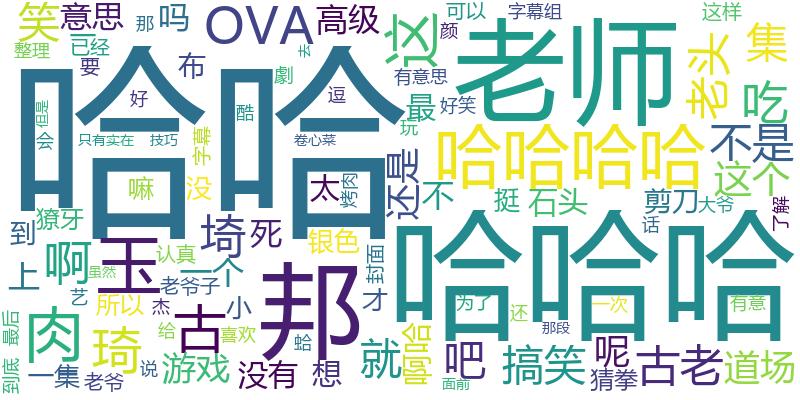 笑 意思 那 吗 OVA 高级 这 可以 字幕组 这样
整理 已经 要 布 劇 去 有意思 颜 老师 老头 集
哈哈 好 酷 逗 最 好笑 吃
会 但是 只有实在 技巧 卷心菜 玩 哈哈哈哈 不是
字幕 嘛 没 太 烤肉 还是 不 挺 石头 剪刀 大爷 这个
獠牙 到 埼 死 银色 话 了解
上 啊 玉 认真 一个 邦 封面 才 哈哈哈
虽然 艺 所以 老爷子 杰 小 为了 还 一次 有意
到底 最后 肉 琦 给 古 喜欢 蛤 就 啊哈 那段
一集 老爷 说 游戏 没有 想 吧 面前 搞笑 呢 猜拳 古老 道场